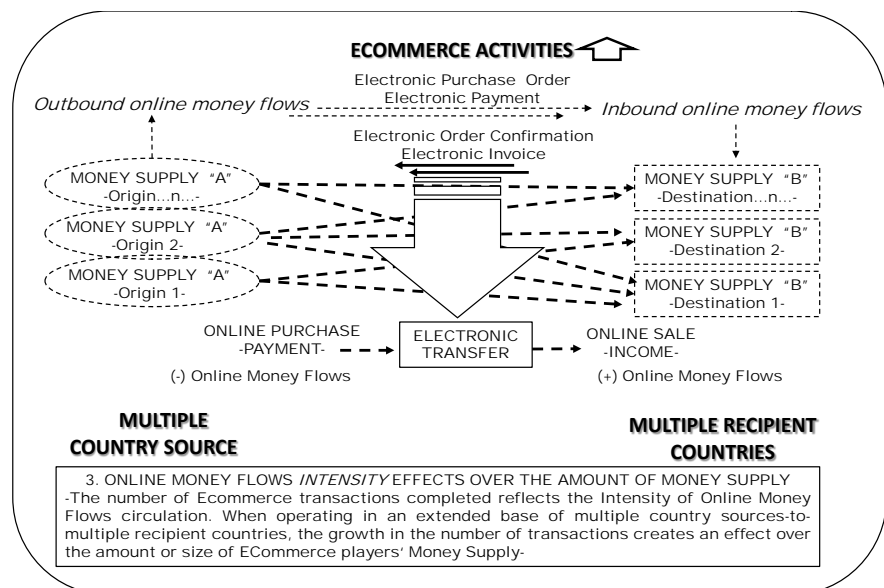 ECOMMERCE ACTIVITIES
Electronic Purchase Order
Electronic Payment
Outbound online money flows
Inbound online money flows
Electronic Order Confirmation
Electronic Invoice
MONEY SUPPLY "A"
-Origin...n...-
MONEY SUPPLY "B"
-Destination...n...-
MONEY SUPPLY "A"
-Origin 2-
MONEY SUPPLY "B"
-Destination 2-
MONEY SUPPLY "A"
-Origin 1-
MONEY SUPPLY "B"
-Destination 1-
ONLINE PURCHASE
-PAYMENT-
ELECTRONIC
TRANSFER
ONLINE SALE
-INCOME-
(-) Online Money Flows
(+) Online Money Flows
MULTIPLE
COUNTRY SOURCE
MULTIPLE RECIPIENT
COUNTRIES
3. ONLINE MONEY FLOWS INTENSITY EFFECTS OVER THE AMOUNT OF MONEY SUPPLY
-The number of Ecommerce transactions completed reflects the Intensity of Online Money
Flows circulation. When operating in an extended base of multiple country sources-to-
multiple recipient countries, the growth in the number of transactions creates an effect over
the amount or size of ECommerce players' Money Supply-